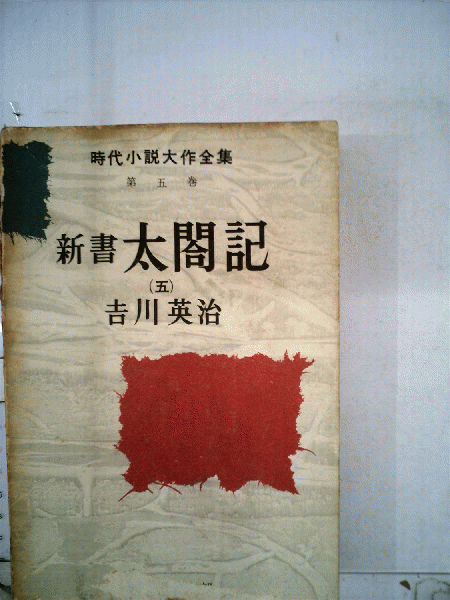 時代小説大作全集
第五巻
新書 太閤記
(五)
吉川英治